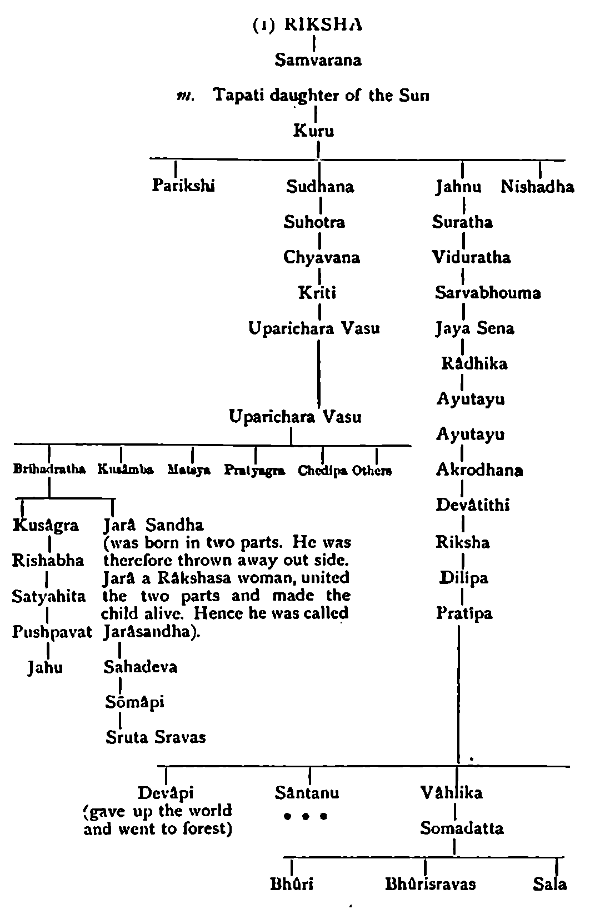 (1) RIKSHA
Samvarana
m. Tapati daughter of the Sun
Kuru
Parikshi Sudhana Jahnu Nishadha
Suhotra Suratha
Chyavana Viduratha
Kriti Sarvabhouma
Uparichara Vasu Jaya Sena
Râdhika
Ayutayu
Uparichara Vasu
Ayutayu
Brihadratha Kusâmba Matsya Pratyagra Chedipa Others
Akrodhana
Devâtithi
Kusâgra Jarâ Sandha
(was born in two parts. He was
Riksha
Rishabha therefore thrown away out side.
Jarâ a Râkshasa woman, united
Dilipa
Satyahita the two parts and made the
child alive. Hence he was called
Pratipa
Pushpavat Jarâsandha).
Jahu Sahadeva
Sômâpi
Sruta Sravas
Devâpi Sântanu Vâhlika
(gave up the world • • •
and went to forest) Somadatta
Bhûri Bhûrisravas Sala